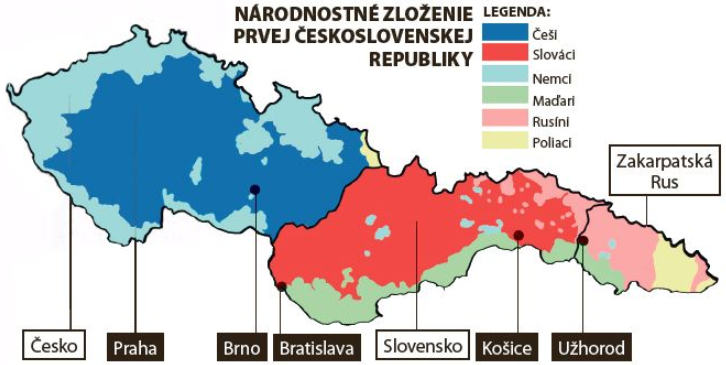 NÁRODNOSTNÉ ZLOŽENIE
PRVEJ ČESKOSLOVENSKEJ
REPUBLIKY
LEGENDA:
Češi
Slováci
Nemci
Maďari
Rusíni
Poliaci
Zakarpatská
Rus
Česko
Praha
Brno
Bratislava
Slovensko
Košice
Užhorod